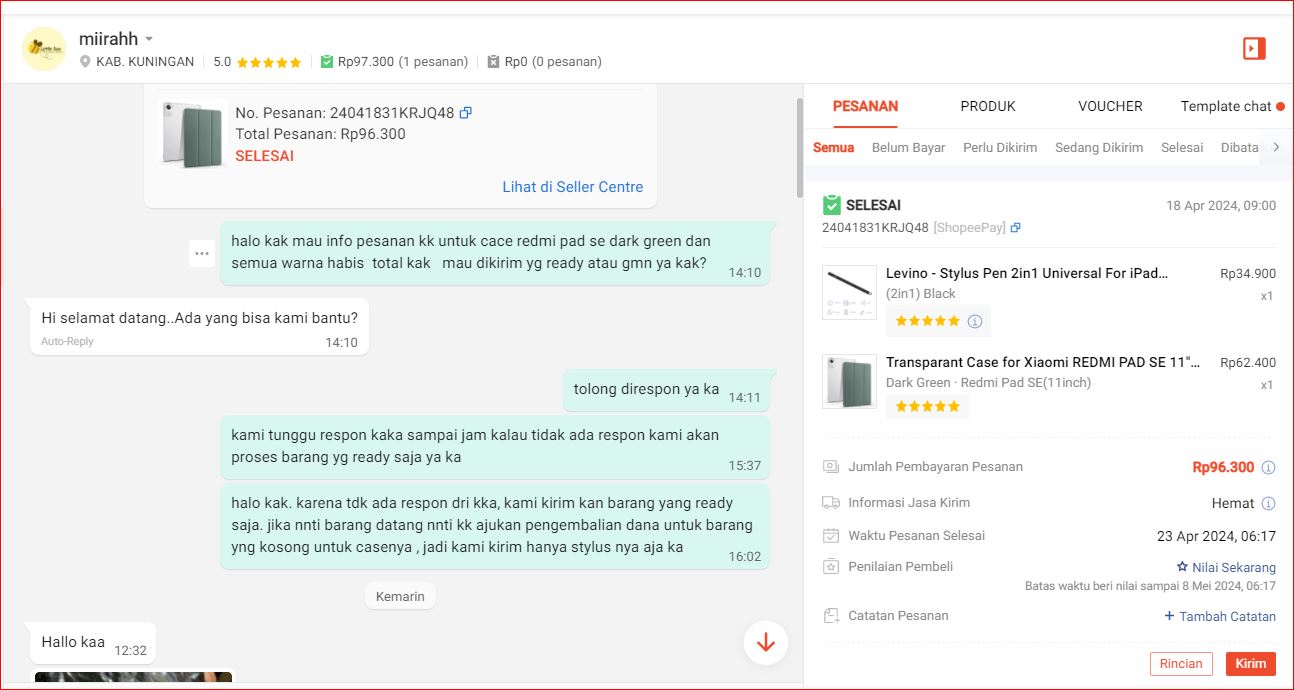 miirahh
KAB. KUNINGAN 5.0 Rp97.300 (1 pesanan) Rp0 (0 pesanan)
No. Pesanan: 24041831KRJQ48
Total Pesanan: Rp96.300
SELESAI
Lihat di Seller Centre
halo kak mau info pesanan kk untuk cace redmi pad se dark green dan
semua warna habis total kak mau dikirim yg ready atau gmn ya kak?
14:10
Hi selamat datang..Ada yang bisa kami bantu?
Auto-Reply 14:10
tolong direspon ya ka 14:11
kami tunggu respon kaka sampai jam kalau tidak ada respon kami akan
proses barang yg ready saja ya ka
15:37
halo kak. karena tdk ada respon dri kka, kami kirim kan barang yang ready
saja. jika nnti barang datang nnti kk ajukan pengembalian dana untuk barang
yng kosong untuk casenya , jadi kami kirim hanya stylus nya aja ka
16:02
Kemarin
Hallo kaa 12:32
PESANAN PRODUK VOUCHER Template chat
Semua Belum Bayar Perlu Dikirim Sedang Dikirim Selesai Dibata
SELESAI 18 Apr 2024, 09:00
24041831KRJQ48 [ShopeePay]
Levino - Stylus Pen 2in1 Universal For iPad... Rp34.900
(2in1) Black x1
Transparant Case for Xiaomi REDMI PAD SE 11"... Rp62.400
Dark Green · Redmi Pad SE(11inch) x1
Jumlah Pembayaran Pesanan Rp96.300
Informasi Jasa Kirim Hemat
Waktu Pesanan Selesai 23 Apr 2024, 06:17
Penilaian Pembeli Nilai Sekarang
Batas waktu beri nilai sampai 8 Mei 2024, 06:17
Catatan Pesanan + Tambah Catatan
Rincian Kirim